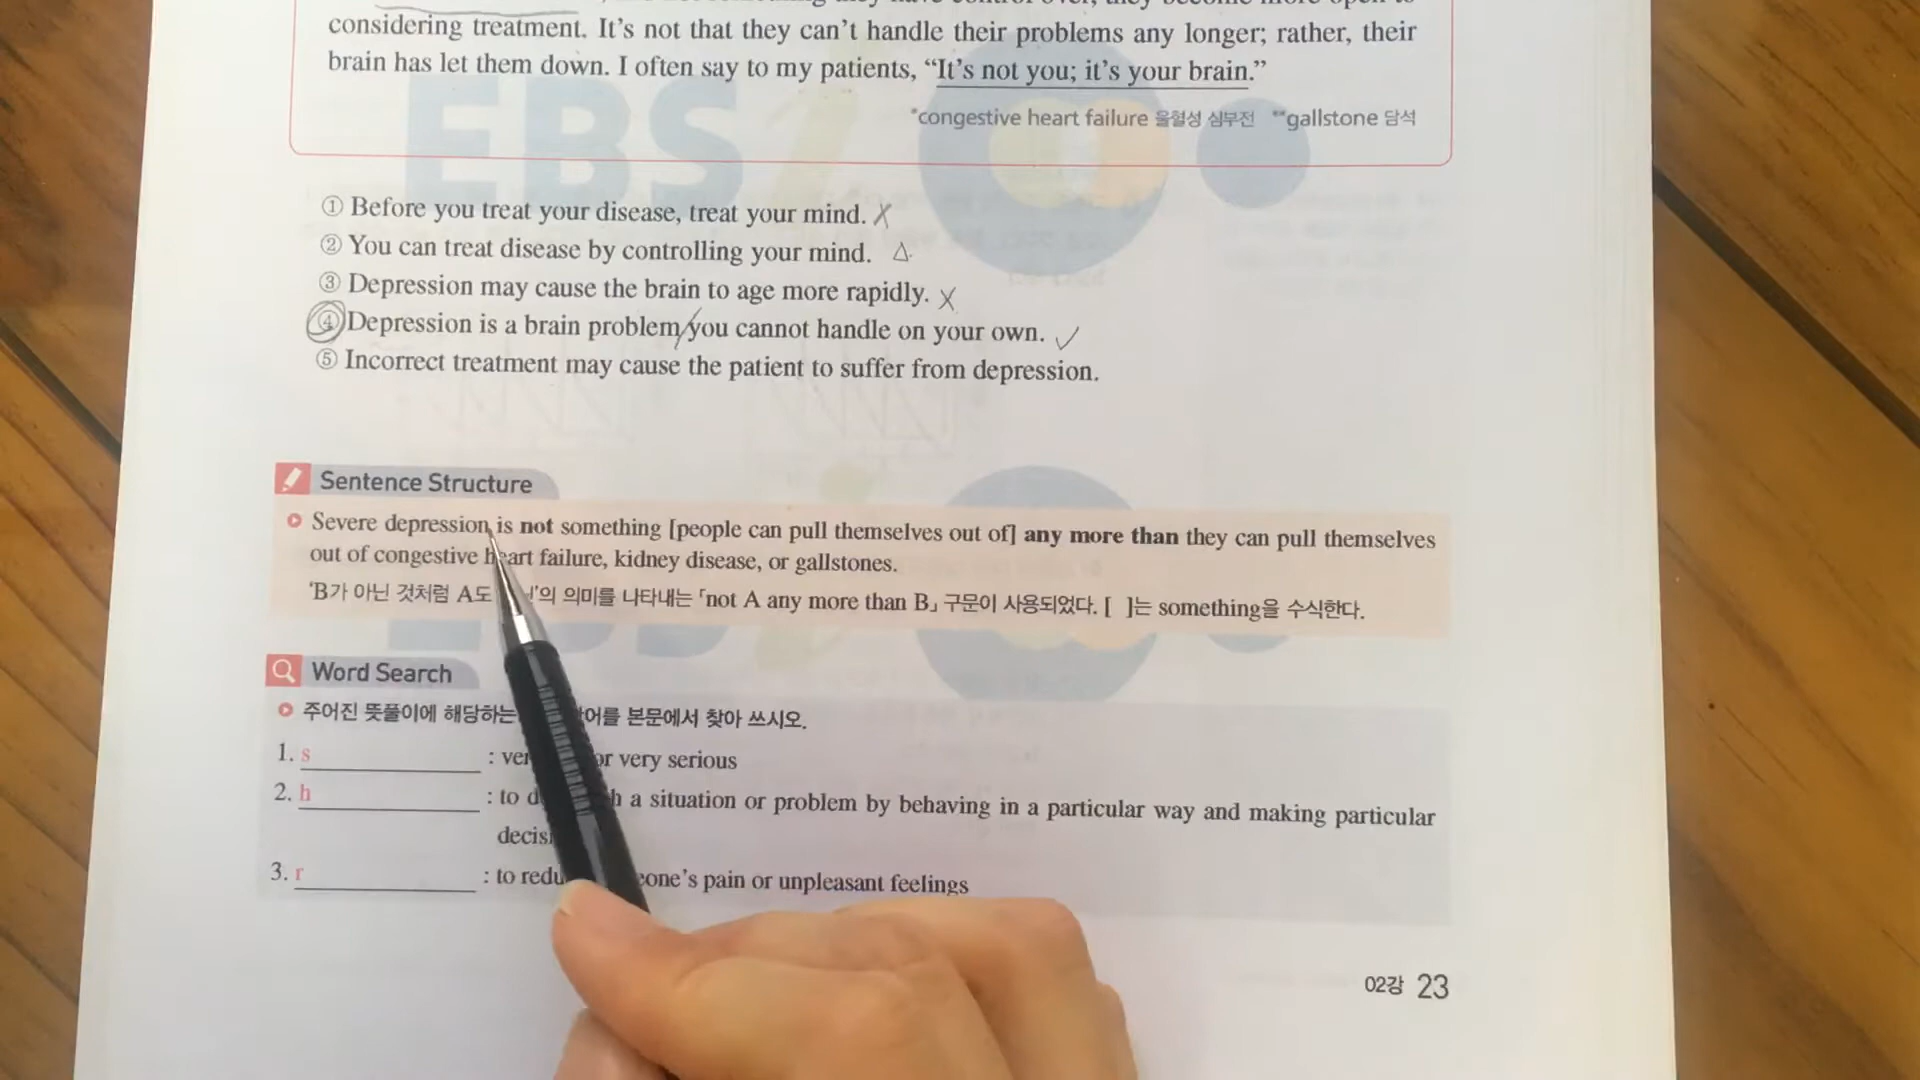 considering treatment. It's not that they can't handle their problems any longer; rather, their
brain has let them down. I often say to my patients, “It's not you; it's your brain.”
*congestive heart failure 울혈성 심부전 **gallstone 담석
① Before you treat your disease, treat your mind. X
② You can treat disease by controlling your mind. △
③ Depression may cause the brain to age more rapidly. X
④ Depression is a brain problem/you cannot handle on your own. ✓
⑤ Incorrect treatment may cause the patient to suffer from depression.
Sentence Structure
Severe depression is not something [people can pull themselves out of] any more than they can pull themselves
out of congestive heart failure, kidney disease, or gallstones.
'B가 아닌 것처럼 A도 의 의미를 나타내는 「not A any more than B」 구문이 사용되었다. [ ]는 something을 수식한다.
Word Search
주어진 뜻풀이에 해당하는 를 본문에서 찾아 쓰시오.
1. s : or very serious
2. h : to a situation or problem by behaving in a particular way and making particular
3. r : to pain or unpleasant feelings
02강 23
EBS